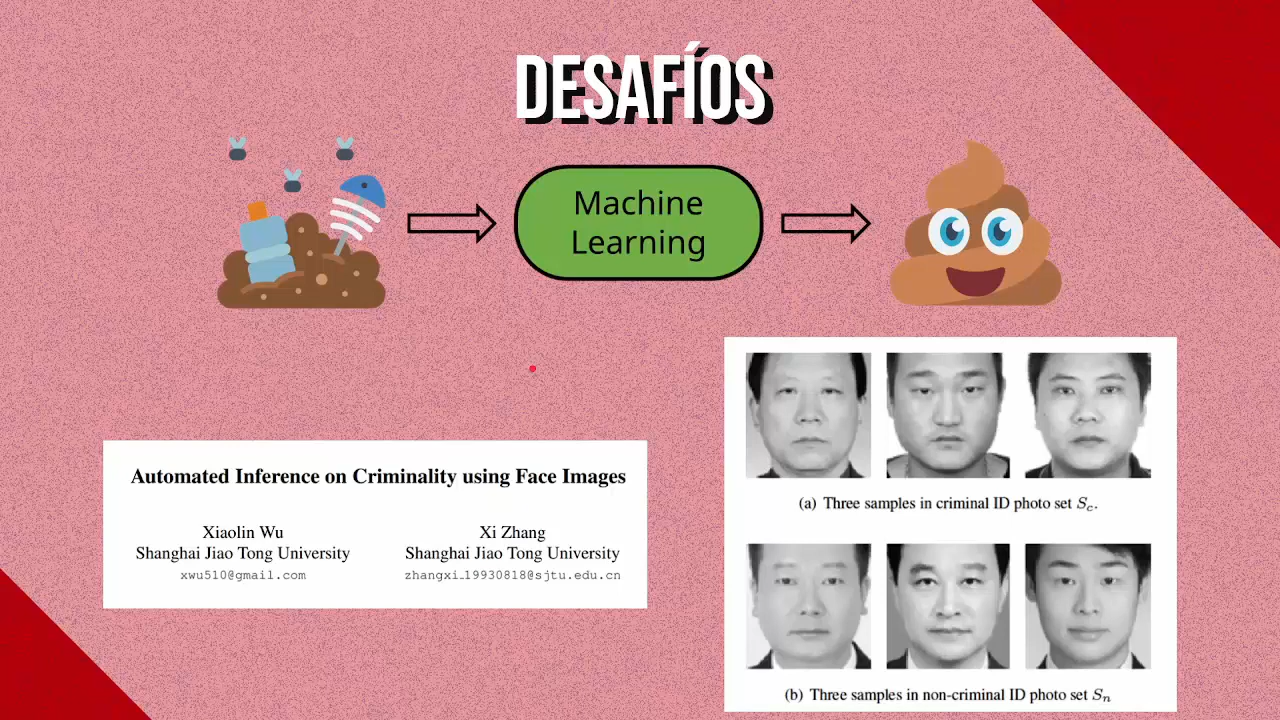 DESAFÍOS
Machine
Learning
Automated Inference on Criminality using Face Images
Xiaolin Wu
Shanghai Jiao Tong University
xwu510@gmail.com
Xi Zhang
Shanghai Jiao Tong University
zhangxi_19930818@sjtu.edu.cn
(a) Three samples in criminal ID photo set Sc.
(b) Three samples in non-criminal ID photo set Sn